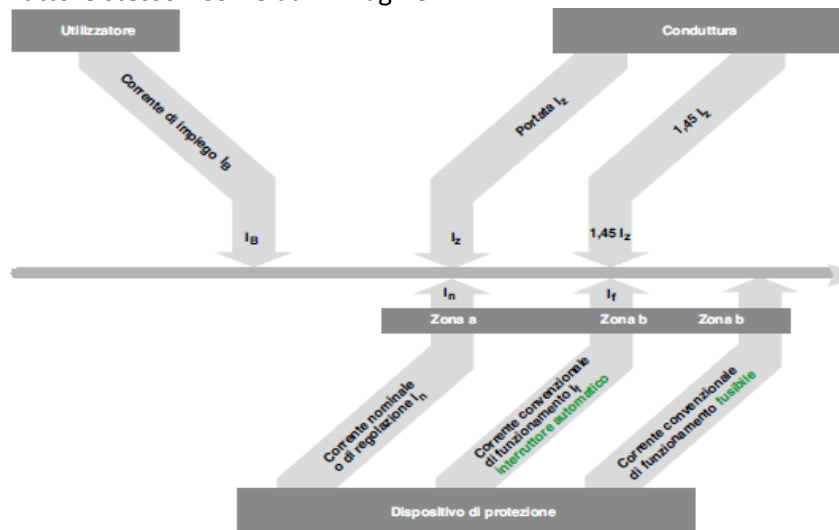 Utilizzatore
Conduttura
Corrente di impiego I_B
Portata I_z
1,45 I_z
I_B
I_z
1,45 I_z
I_n
I_f
Zona a
Zona b
Zona b
Corrente nominale
o di regolazione I_n
Corrente convenzionale
di funzionamento I_f
interruttore automatico
Corrente convenzionale
di funzionamento fusibile
Dispositivo di protezione